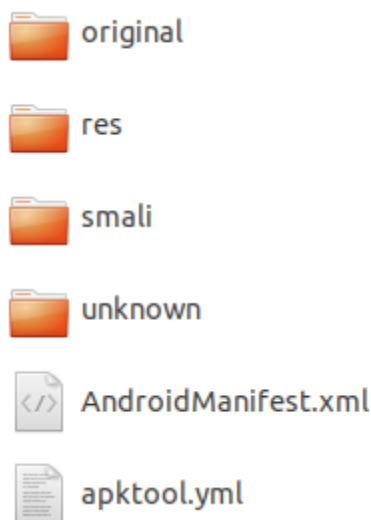 original
res
smali
unknown
AndroidManifest.xml
apktool.yml